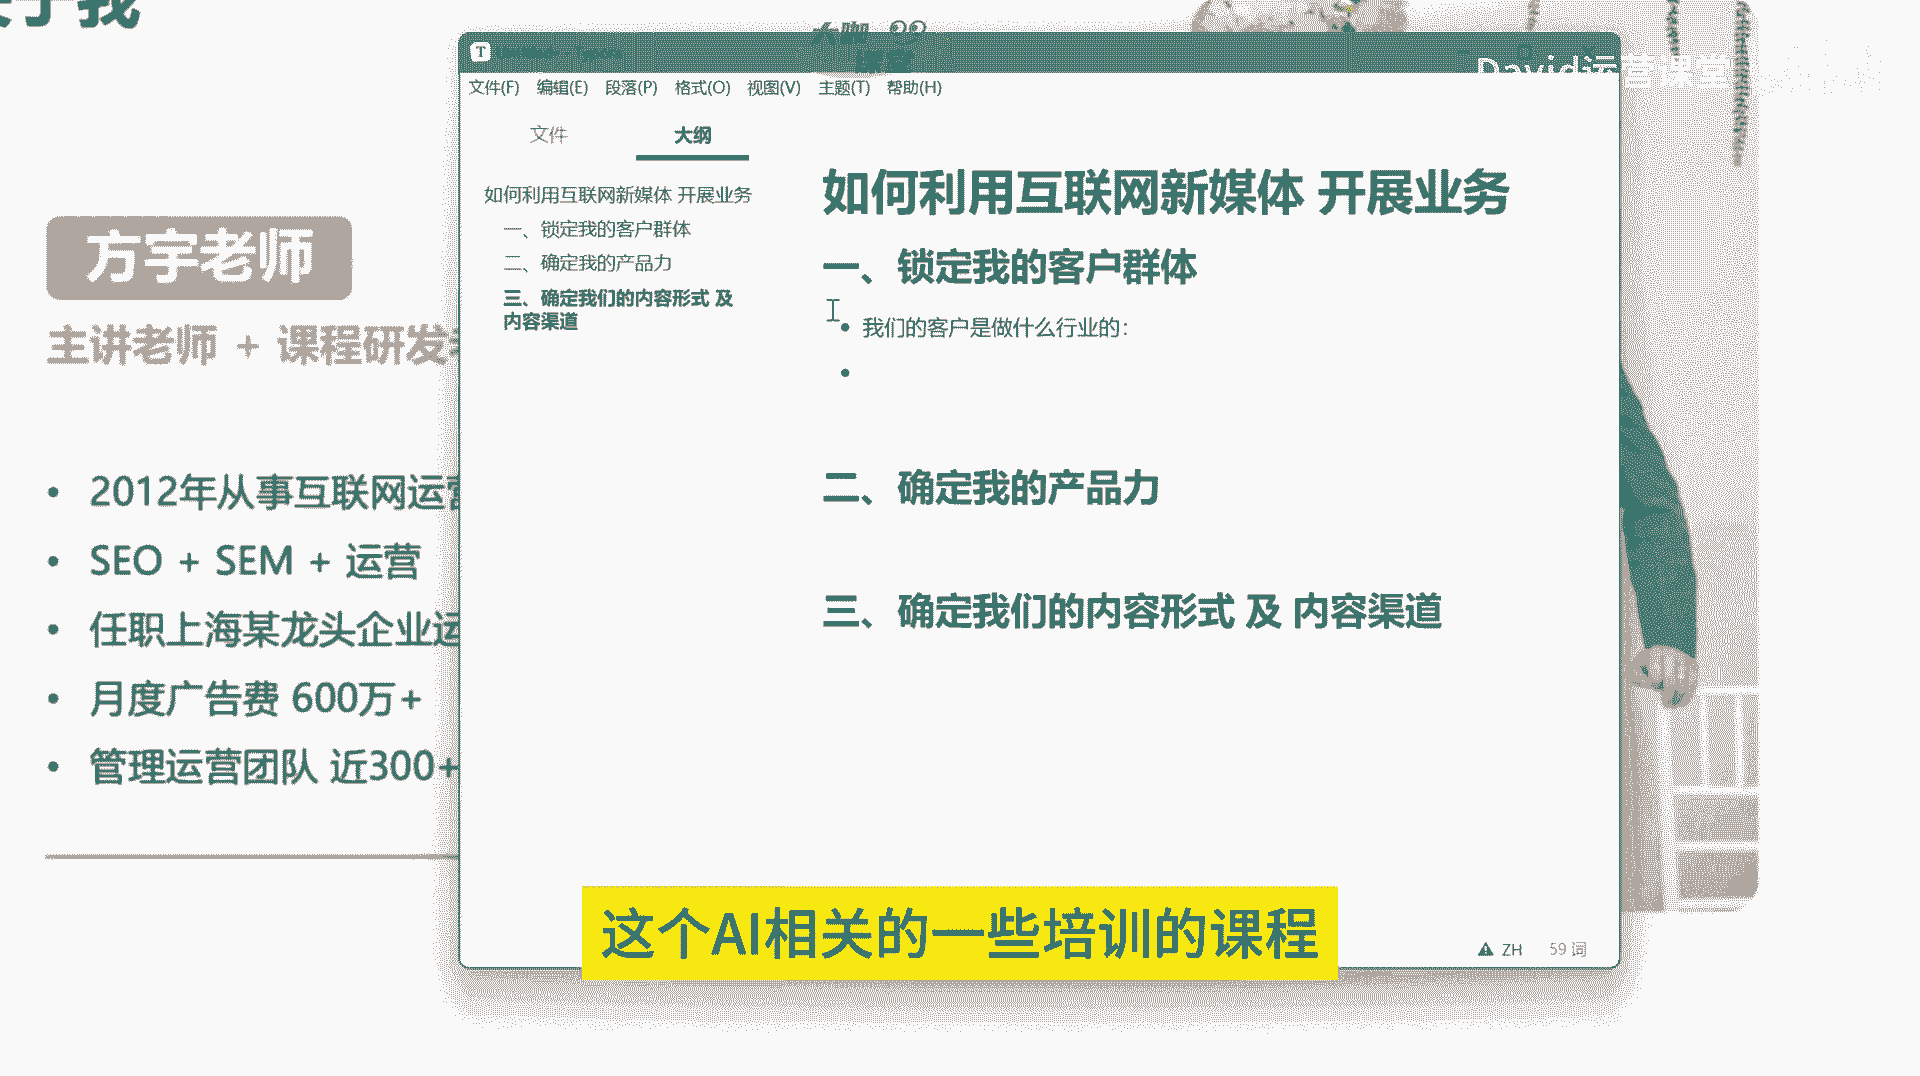 大咖
课堂
David运营课堂
方宇老师
主讲老师 + 课程研发
2012年从事互联网运营
SEO + SEM + 运营
任职上海某龙头企业运
月度广告费 600万+
管理运营团队 近300+
T
文件(F) 编辑(E) 段落(P) 格式(O) 视图(V) 主题(T) 帮助(H)
文件 大纲
如何利用互联网新媒体 开展业务
一、锁定我的客户群体
二、确定我的产品力
三、确定我们的内容形式 及
内容渠道
如何利用互联网新媒体 开展业务
一、锁定我的客户群体
我们的客户是做什么行业的:
二、确定我的产品力
三、确定我们的内容形式 及 内容渠道
ZH 59 词
这个AI相关的一些培训的课程